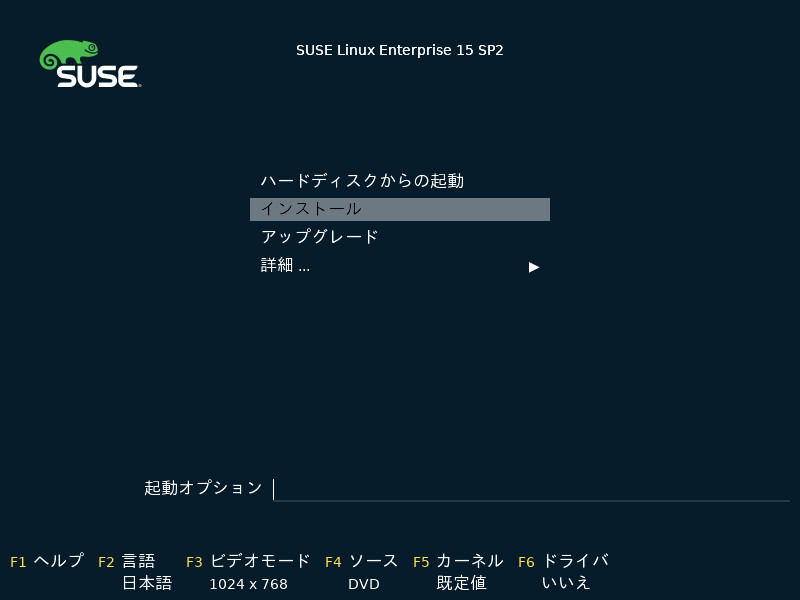 SUSE
SUSE Linux Enterprise 15 SP2
ハードディスクからの起動
インストール
アップグレード
詳細 ...
起動オプション
F1 ヘルプ F2 言語 F3 ビデオモード F4 ソース F5 カーネル F6 ドライバ
日本語 1024 x 768 DVD 既定値 いいえ